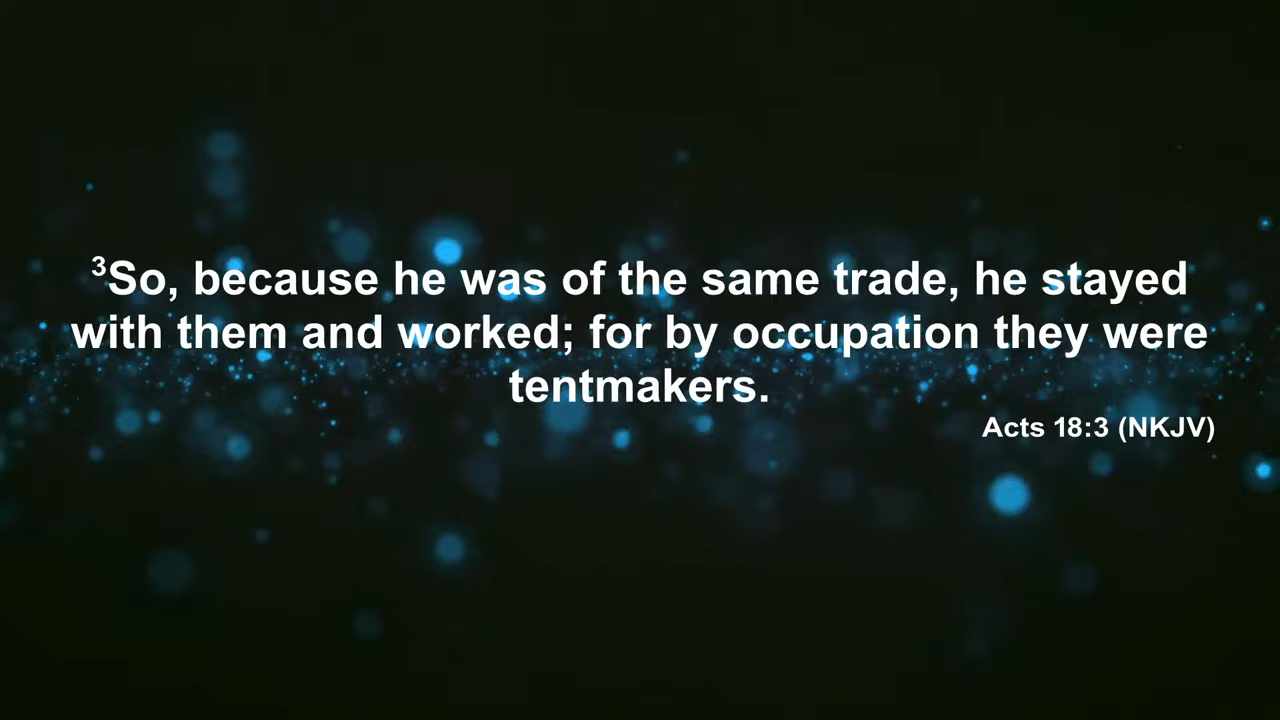 ³So, because he was of the same trade, he stayed
with them and worked; for by occupation they were
tentmakers.
Acts 18:3 (NKJV)